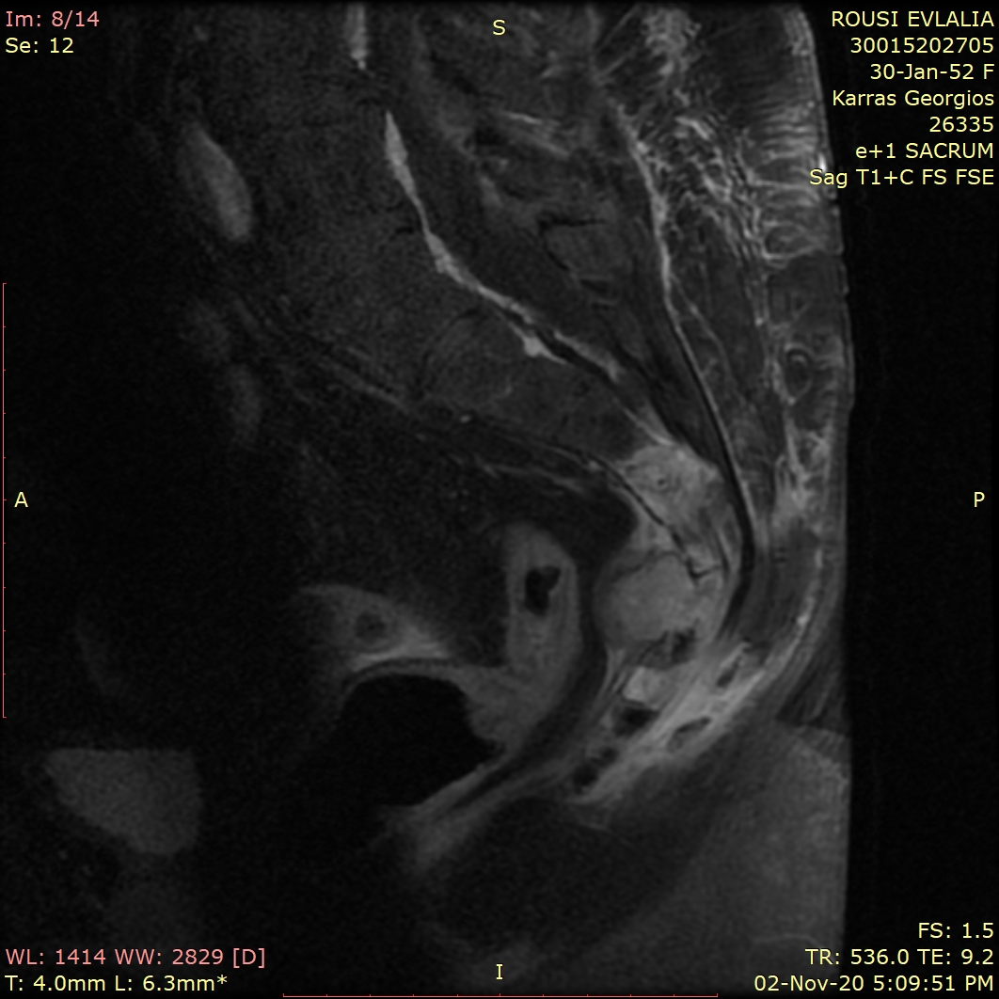 Im: 8/14
Se: 12
S
ROUSI EVLALIA
30015202705
30-Jan-52 F
Karras Georgios
26335
e+1 SACRUM
Sag T1+C FS FSE
A
P
WL: 1414 WW: 2829 [D]
T: 4.0mm L: 6.3mm*
I
FS: 1.5
TR: 536.0 TE: 9.2
02-Nov-20 5:09:51 PM